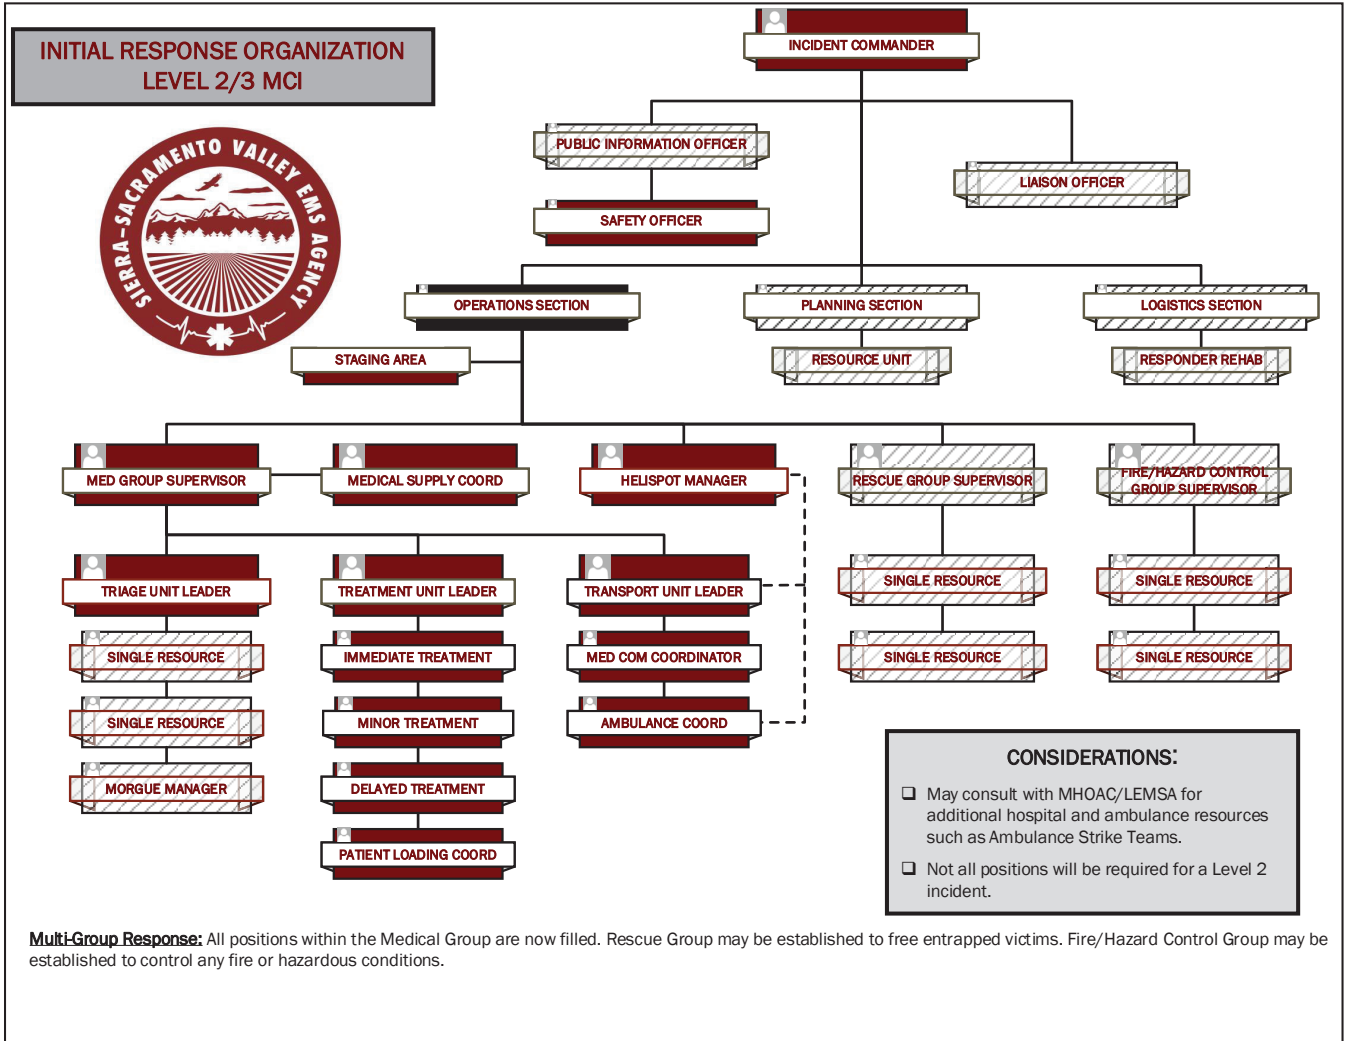 INITIAL RESPONSE ORGANIZATION
LEVEL 2/3 MCI
SIERRA-SACRAMENTO VALLEY EMS AGENCY
INCIDENT COMMANDER
PUBLIC INFORMATION OFFICER
LIAISON OFFICER
SAFETY OFFICER
OPERATIONS SECTION
PLANNING SECTION
LOGISTICS SECTION
STAGING AREA
RESOURCE UNIT
RESPONDER REHAB
MED GROUP SUPERVISOR
MEDICAL SUPPLY COORD
HELISPOT MANAGER
RESCUE GROUP SUPERVISOR
FIRE/HAZARD CONTROL
GROUP SUPERVISOR
TRIAGE UNIT LEADER
TREATMENT UNIT LEADER
TRANSPORT UNIT LEADER
SINGLE RESOURCE
SINGLE RESOURCE
SINGLE RESOURCE
IMMEDIATE TREATMENT
MED COM COORDINATOR
SINGLE RESOURCE
SINGLE RESOURCE
SINGLE RESOURCE
MINOR TREATMENT
AMBULANCE COORD
MORGUE MANAGER
DELAYED TREATMENT
PATIENT LOADING COORD
CONSIDERATIONS:
❑ May consult with MHOAC/LEMSA for
additional hospital and ambulance resources
such as Ambulance Strike Teams.
❑ Not all positions will be required for a Level 2
incident.
Multi-Group Response: All positions within the Medical Group are now filled. Rescue Group may be established to free entrapped victims. Fire/Hazard Control Group may be
established to control any fire or hazardous conditions.